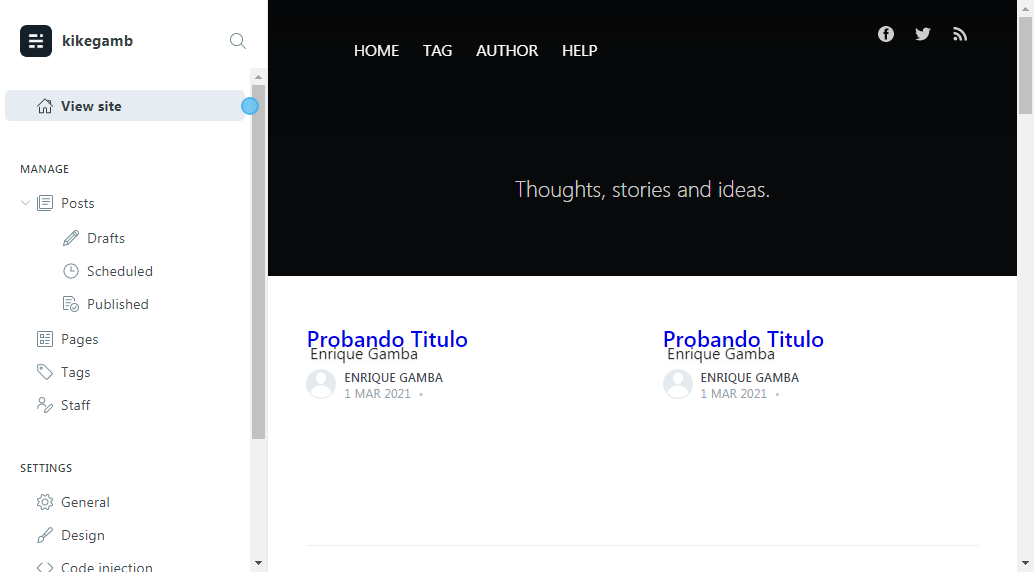 kikegamb
View site
MANAGE
Posts
Drafts
Scheduled
Published
Pages
Tags
Staff
SETTINGS
General
Design
Code injection
HOME TAG AUTHOR HELP
Thoughts, stories and ideas.
Probando Titulo
Enrique Gamba
ENRIQUE GAMBA
1 MAR 2021 •
Probando Titulo
Enrique Gamba
ENRIQUE GAMBA
1 MAR 2021 •